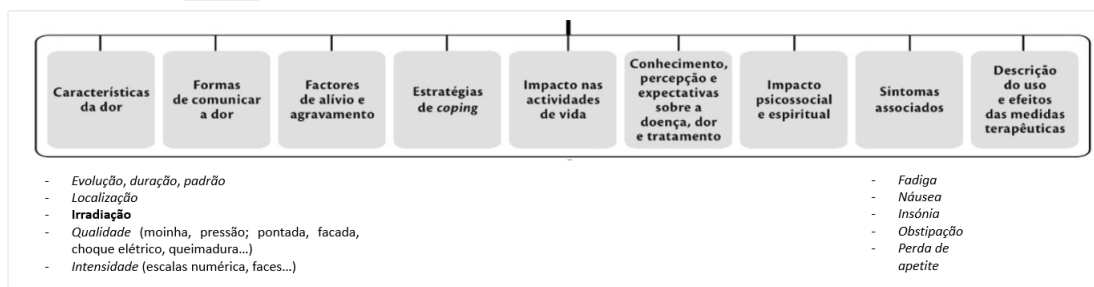 Características
da dor
Formas
de comunicar
a dor
Factores
de alívio e
agravamento
Estratégias
de coping
Impacto nas
actividades
de vida
Conhecimento,
percepção e
expectativas
sobre a
doença, dor
e tratamento
Impacto
psicossocial
e espiritual
Sintomas
associados
Descrição
do uso
e efeitos
das medidas
terapêuticas
- Evolução, duração, padrão
- Localização
- Irradiação
- Qualidade (moinha, pressão; pontada, facada,
choque elétrico, queimadura…)
- Intensidade (escalas numérica, faces…)
- Fadiga
- Náusea
- Insónia
- Obstipação
- Perda de
apetite